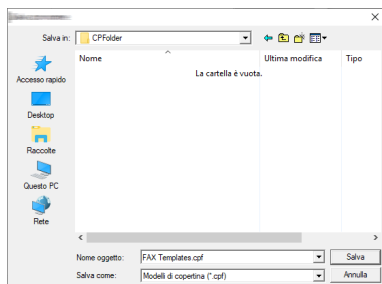 Salva in: CPFolder
Nome Ultima modifica Tipo
La cartella è vuota.
Accesso rapido
Desktop
Raccolte
Questo PC
Rete
Nome oggetto: FAX Templates.cpf Salva
Salva come: Modelli di copertina (*.cpf) Annulla